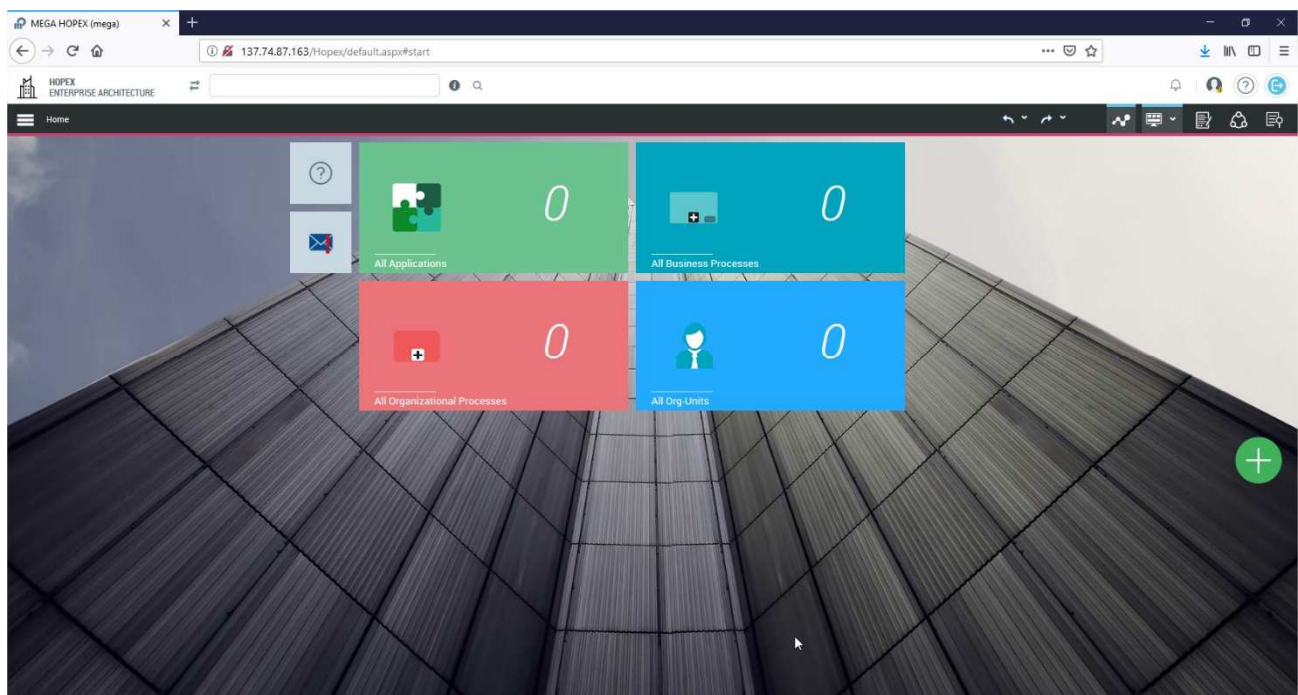 MEGA HOPEX (mega)
137.74.87.163/Hopex/default.aspx#start
HOPEX
ENTERPRISE ARCHITECTURE
Home
0
All Applications
0
All Business Processes
0
All Organizational Processes
0
All Org-Units